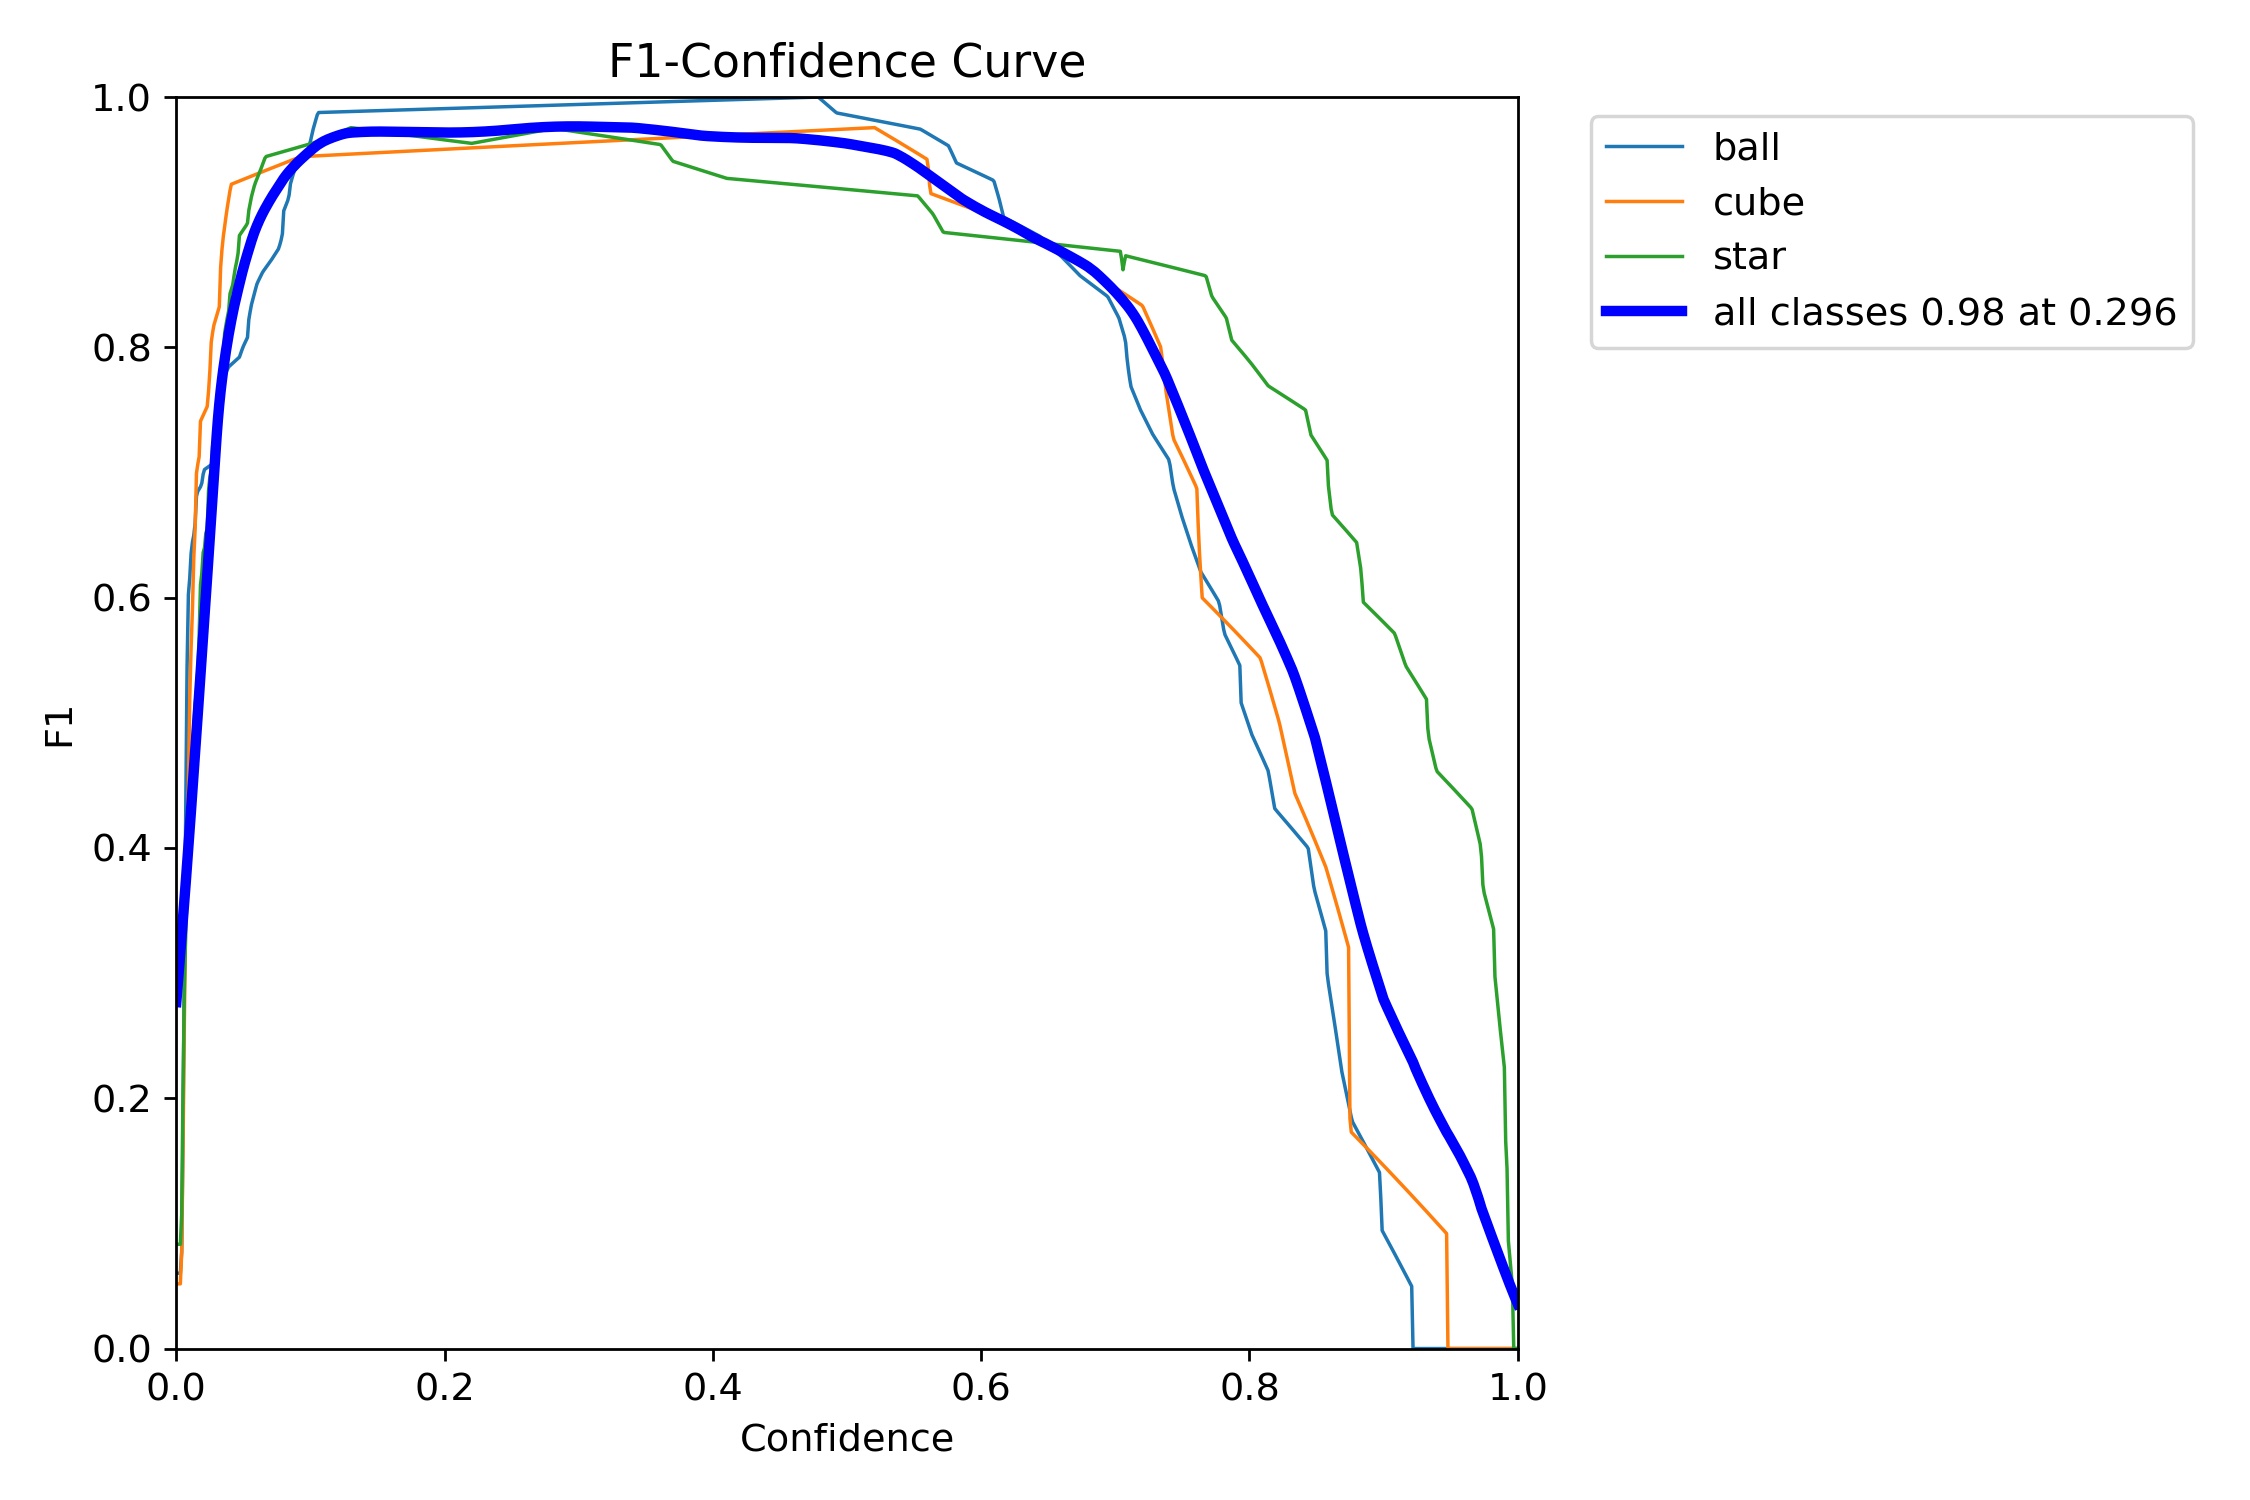 F1-Confidence Curve
1.0
0.8
0.6
0.4
0.2
0.0
F1
0.0 0.2 0.4 0.6 0.8 1.0
Confidence
ball
cube
star
all classes 0.98 at 0.296